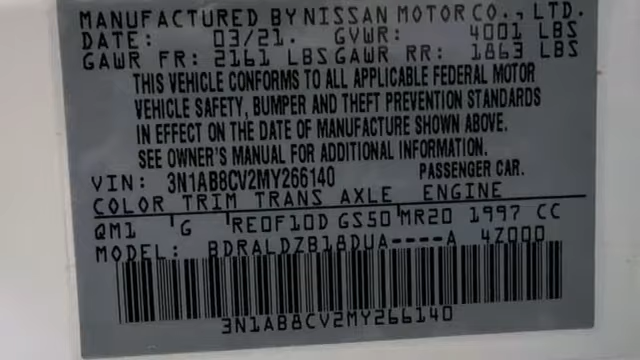 MANUFACTURED BY NISSAN MOTOR CO., LTD.
DATE: 03/21. GVWR: 4001 LBS
GAWR FR: 2161 LBS GAWR RR: 1863 LBS
THIS VEHICLE CONFORMS TO ALL APPLICABLE FEDERAL MOTOR
VEHICLE SAFETY, BUMPER AND THEFT PREVENTION STANDARDS
IN EFFECT ON THE DATE OF MANUFACTURE SHOWN ABOVE.
SEE OWNER'S MANUAL FOR ADDITIONAL INFORMATION.
VIN: 3N1AB8CV2MY266140 PASSENGER CAR.
COLOR TRIM TRANS AXLE ENGINE
QM1 G RE0F10D GS50 MR20 1997 CC
MODEL: BDRALDZB18DUA----A 4Z000
3N1AB8CV2MY266140